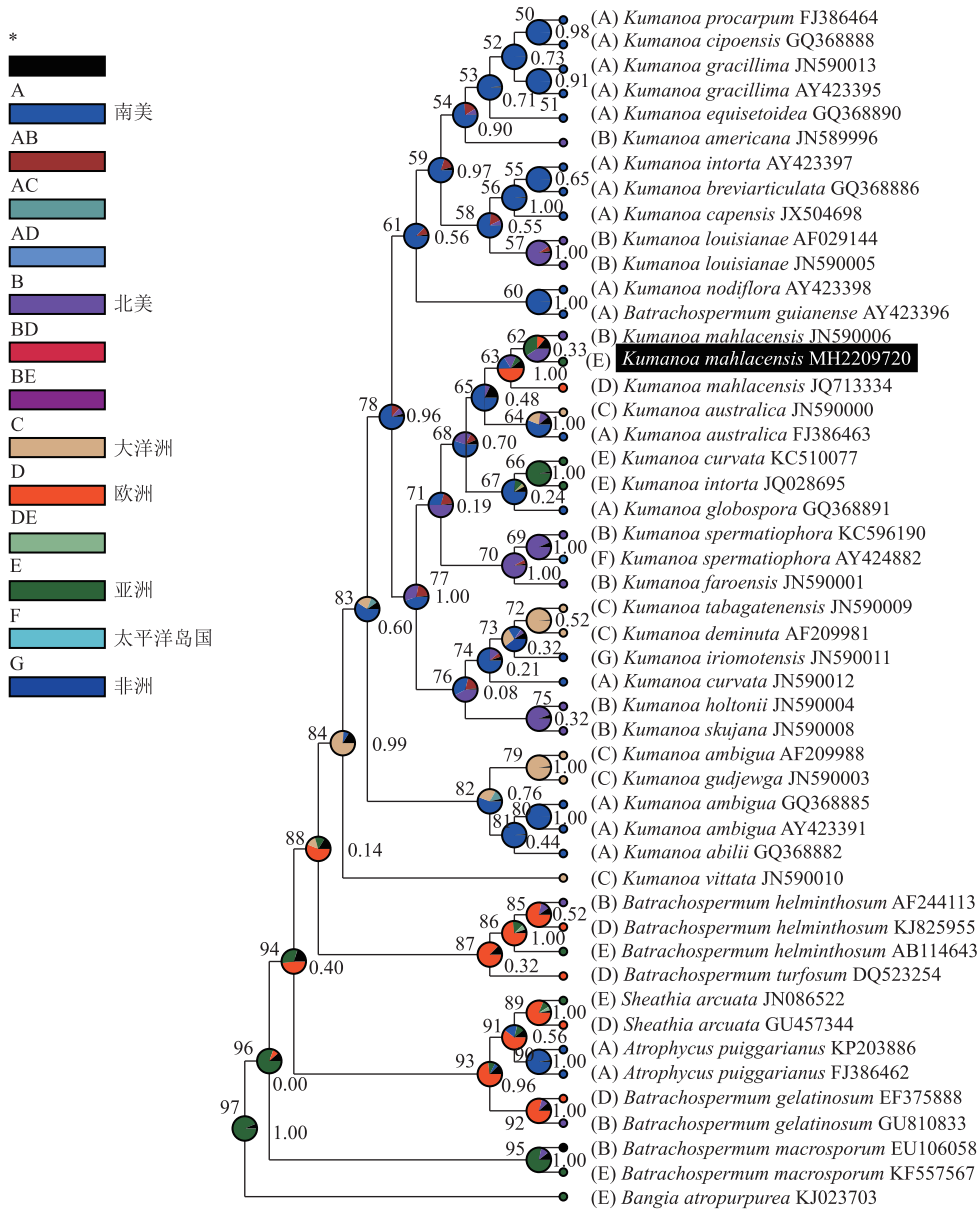 *
A
南美
AB
AC
AD
B
北美
BD
BE
C
大洋洲
D
欧洲
DE
E
亚洲
F
太平洋岛国
G
非洲
(A) Kumanoa procarpum FJ386464
(A) Kumanoa cipoensis GQ368888
(A) Kumanoa gracillima JN590013
(A) Kumanoa gracillima AY423395
(A) Kumanoa equisetoidea GQ368890
(B) Kumanoa americana JN589996
(A) Kumanoa intorta AY423397
(A) Kumanoa breviarticulata GQ368886
(A) Kumanoa capensis JX504698
(B) Kumanoa louisianae AF029144
(B) Kumanoa louisianae JN590005
(A) Kumanoa nodiflora AY423398
(A) Batrachospermum guianense AY423396
(B) Kumanoa mahlacensis JN590006
(E) Kumanoa mahlacensis MH2209720
(D) Kumanoa mahlacensis JQ713334
(C) Kumanoa australica JN590000
(A) Kumanoa australica FJ386463
(E) Kumanoa curvata KC510077
(E) Kumanoa intorta JQ028695
(A) Kumanoa globospora GQ368891
(B) Kumanoa spermatiophora KC596190
(F) Kumanoa spermatiophora AY424882
(B) Kumanoa faroensis JN590001
(C) Kumanoa tabagatenensis JN590009
(C) Kumanoa deminuta AF209981
(G) Kumanoa iriomotensis JN590011
(A) Kumanoa curvata JN590012
(B) Kumanoa holtonii JN590004
(B) Kumanoa skujana JN590008
(C) Kumanoa ambigua AF209988
(C) Kumanoa gudjewga JN590003
(A) Kumanoa ambigua GQ368885
(A) Kumanoa ambigua AY423391
(A) Kumanoa abilii GQ368882
(C) Kumanoa vittata JN590010
(B) Batrachospermum helminthosum AF244113
(D) Batrachospermum helminthosum KJ825955
(E) Batrachospermum helminthosum AB114643
(D) Batrachospermum turfosum DQ523254
(E) Sheathia arcuata JN086522
(D) Sheathia arcuata GU457344
(A) Atrophycus puiggarianus KP203886
(A) Atrophycus puiggarianus FJ386462
(D) Batrachospermum gelatinosum EF375888
(B) Batrachospermum gelatinosum GU810833
(B) Batrachospermum macrosporum EU106058
(E) Batrachospermum macrosporum KF557567
(E) Bangia atropurpurea KJ023703
50
0.98
52
0.73
0.91
51
53
0.71
54
0.90
59
0.97
55
0.65
56
1.00
58
0.55
57
1.00
61
0.56
60
1.00
62
0.33
63
1.00
65
0.48
64
1.00
78
0.96
68
0.70
66
1.00
67
0.24
71
0.19
69
1.00
70
1.00
77
1.00
83
0.60
72
0.52
73
0.32
74
0.21
76
0.08
75
0.32
84
0.99
79
1.00
82
0.76
80
1.00
81
0.44
88
0.14
85
0.52
86
1.00
87
0.32
94
0.40
89
1.00
91
0.56
90
1.00
93
0.96
1.00
92
96
0.00
95
1.00
97
1.00